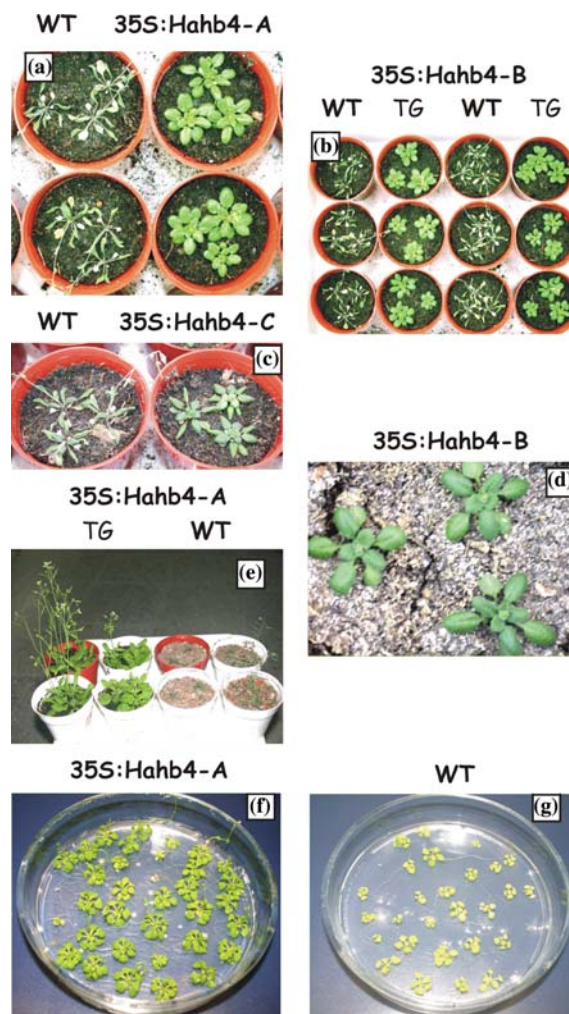 WT 35S:Hahb4-A
(a)
35S:Hahb4-B
WT TG WT TG
(b)
WT 35S:Hahb4-C
(c)
35S:Hahb4-B
(d)
35S:Hahb4-A
TG WT
(e)
35S:Hahb4-A
(f)
WT
(g)